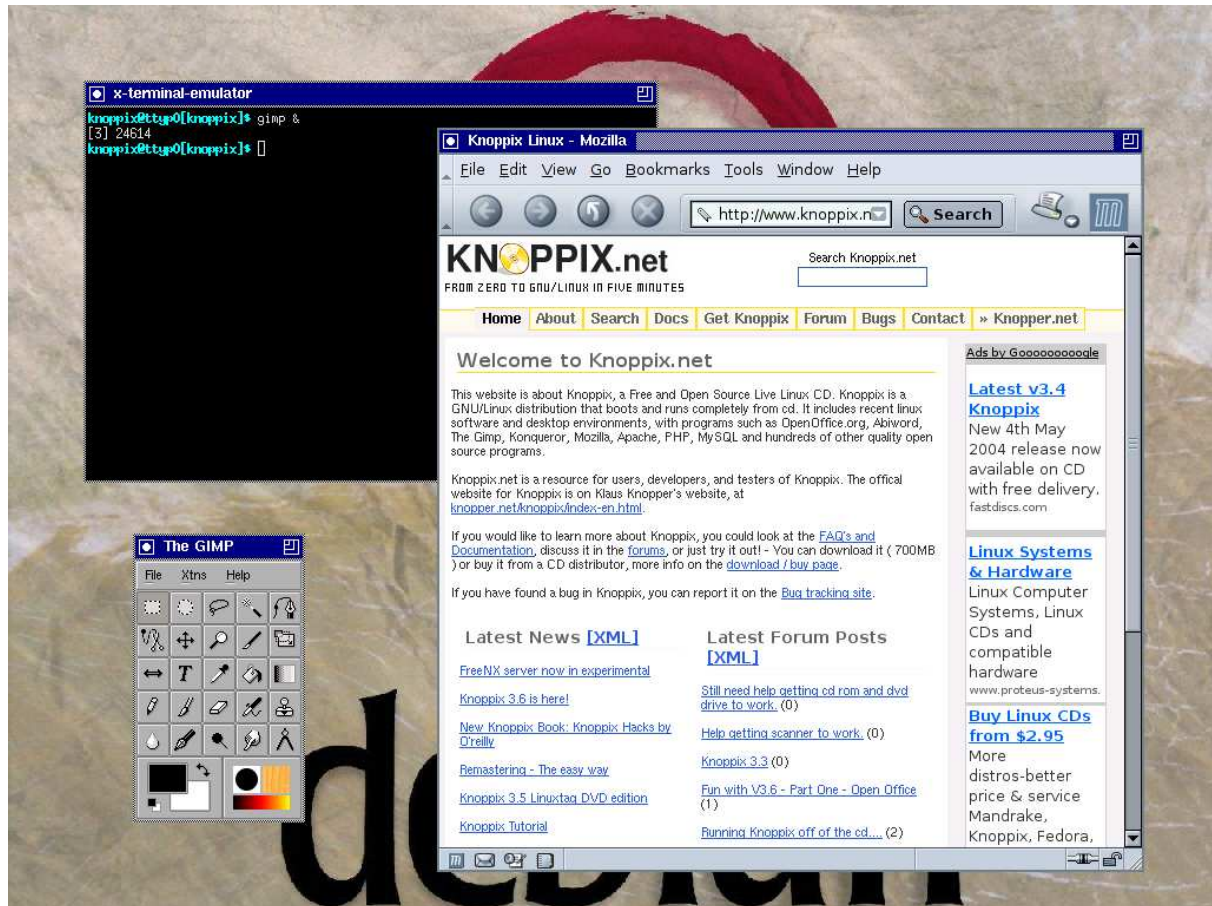 x-terminal-emulator
knoppix@ttyp0[knoppix]$ gimp &
[3] 24614
knoppix@ttyp0[knoppix]$
Knoppix Linux - Mozilla
File Edit View Go Bookmarks Tools Window Help
http://www.knoppix.n
Search
KNOPPIX.net
FROM ZERO TO GNU/LINUX IN FIVE MINUTES
Search Knoppix.net
Home About Search Docs Get Knoppix Forum Bugs Contact » Knopper.net
Welcome to Knoppix.net
This website is about Knoppix, a Free and Open Source Live Linux CD. Knoppix is a
GNU/Linux distribution that boots and runs completely from cd. It includes recent linux
software and desktop environments, with programs such as OpenOffice.org, Abiword,
The Gimp, Konqueror, Mozilla, Apache, PHP, MySQL and hundreds of other quality open
source programs.
Knoppix.net is a resource for users, developers, and testers of Knoppix. The offical
website for Knoppix is on Klaus Knopper's website, at
knopper.net/knoppix/index-en.html.
If you would like to learn more about Knoppix, you could look at the FAQ's and
Documentation, discuss it in the forums, or just try it out! - You can download it ( 700MB
) or buy it from a CD distributor, more info on the download / buy page.
If you have found a bug in Knoppix, you can report it on the Bug tracking site.
Latest News [XML]
FreeNX server now in experimental
Knoppix 3.6 is here!
New Knoppix Book: Knoppix Hacks by
O'reilly
Remastering - The easy way
Knoppix 3.5 Linuxtag DVD edition
Knoppix Tutorial
Latest Forum Posts
[XML]
Still need help getting cd rom and dvd
drive to work. (0)
Help getting scanner to work. (0)
Knoppix 3.3 (0)
Fun with V3.6 - Part One - Open Office
(1)
Running Knoppix off of the cd.... (2)
Ads by Goooooooooogle
Latest v3.4
Knoppix
New 4th May
2004 release now
available on CD
with free delivery.
fastdiscs.com
Linux Systems
& Hardware
Linux Computer
Systems, Linux
CDs and
compatible
hardware
www.proteus-systems.
Buy Linux CDs
from $2.95
More
distros-better
price & service
Mandrake,
Knoppix, Fedora,
The GIMP
File Xtns Help
debian